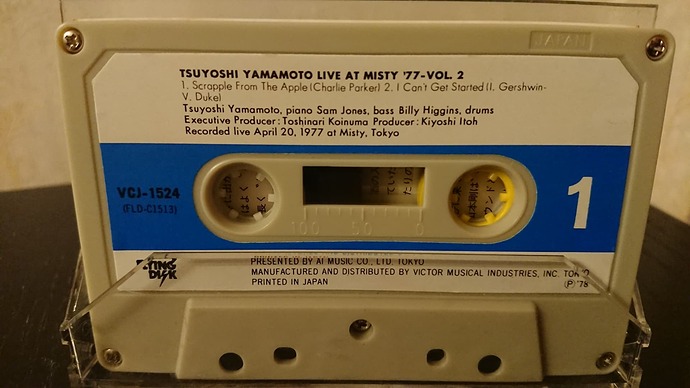 JAPAN
TSUYOSHI YAMAMOTO LIVE AT MISTY '77-VOL. 2
1. Scrapple From The Apple (Charlie Parker) 2. I Can't Get Started (I. Gershwin-
V. Duke)
Tsuyoshi Yamamoto, piano Sam Jones, bass Billy Higgins, drums
Executive Producer: Toshinari Koinuma Producer: Kiyoshi Itoh
Recorded live April 20, 1977 at Misty, Tokyo
VCJ-1524
(FLD-C1513)
100 50 0
1
DISK
PRESENTED BY AI MUSIC CO., LTD. TOKYO
MANUFACTURED AND DISTRIBUTED BY VICTOR MUSICAL INDUSTRIES, INC. TOKYO
PRINTED IN JAPAN
(P)'78